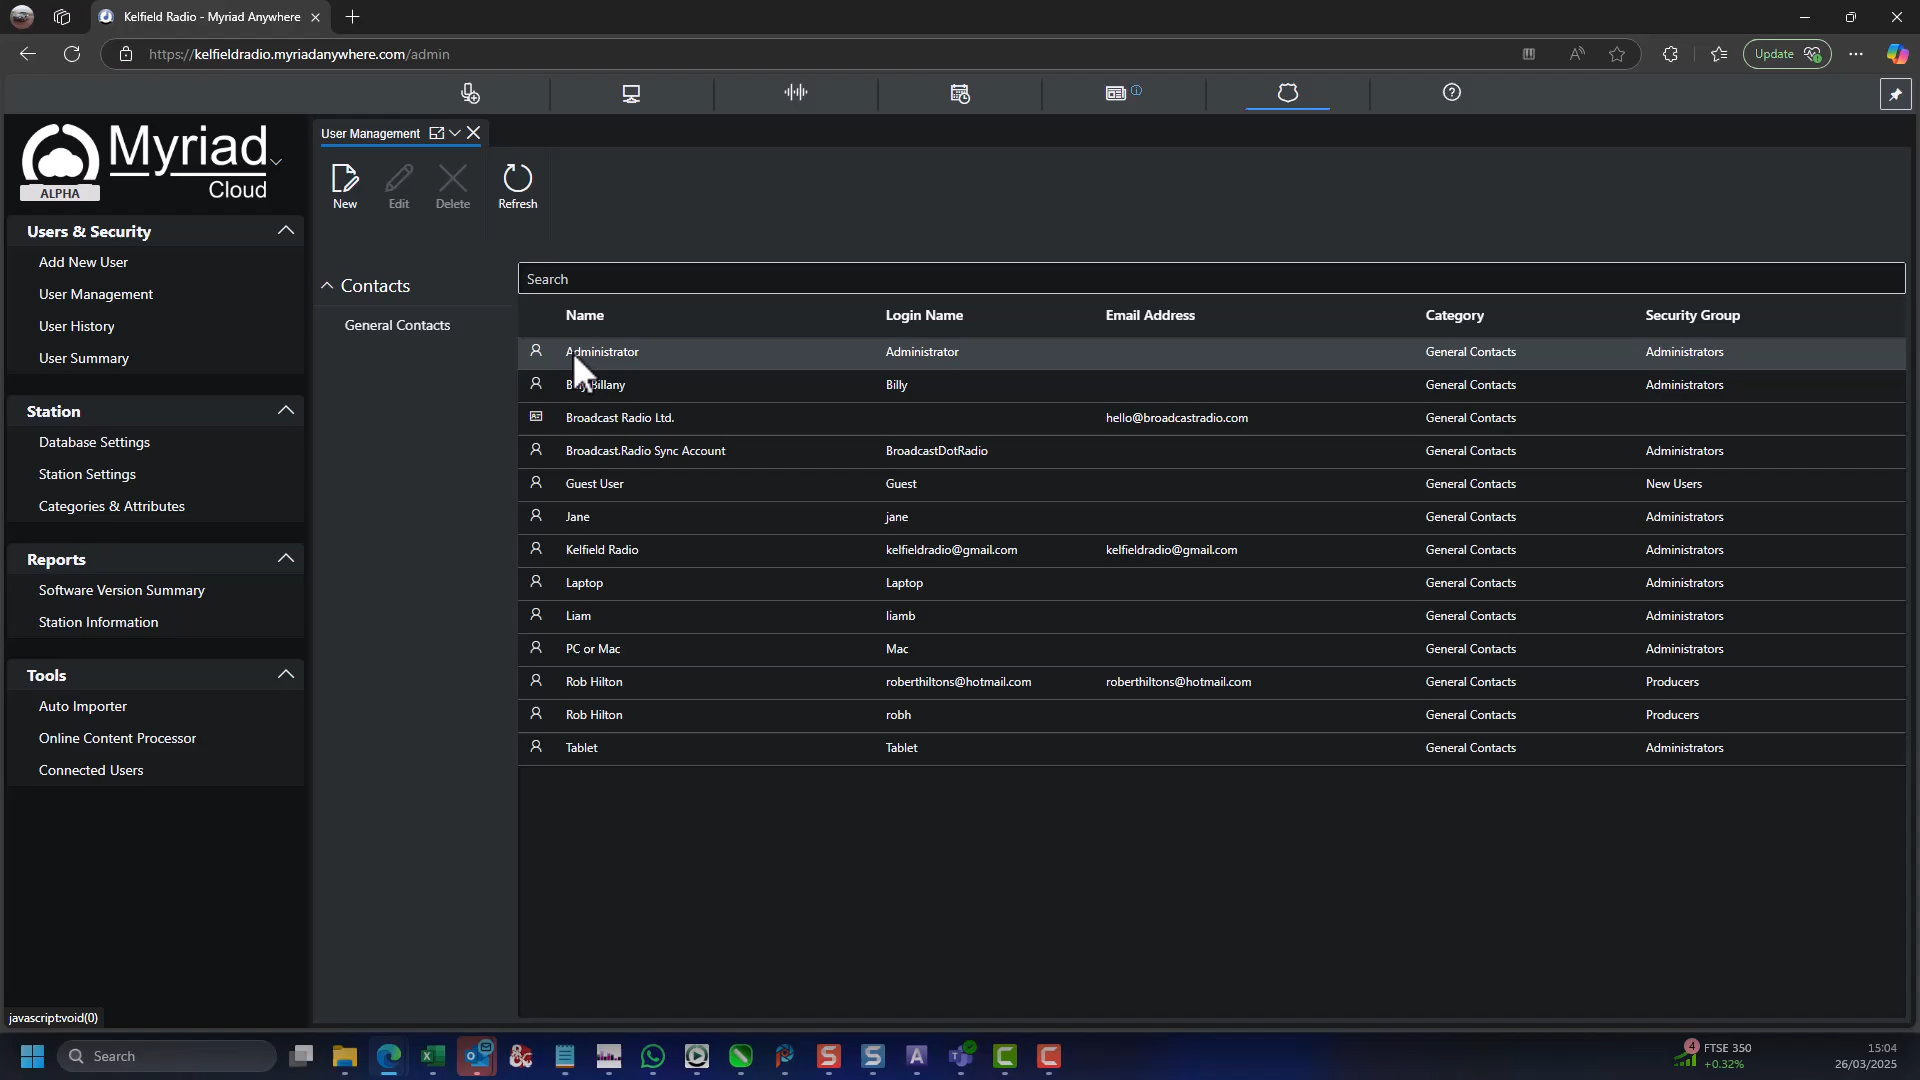 Kelfield Radio - Myriad Anywhere
https://kelfieldradio.myriadanywhere.com/admin
Update
Myriad
Cloud
ALPHA
Users & Security
Add New User
User Management
User History
User Summary
Station
Database Settings
Station Settings
Categories & Attributes
Reports
Software Version Summary
Station Information
Tools
Auto Importer
Online Content Processor
Connected Users
User Management
New Edit Delete Refresh
Contacts
General Contacts
Search
Name Login Name Email Address Category Security Group
Administrator Administrator General Contacts Administrators
Billany Billy General Contacts Administrators
Broadcast Radio Ltd. hello@broadcastradio.com General Contacts
Broadcast.Radio Sync Account BroadcastDotRadio General Contacts Administrators
Guest User Guest General Contacts New Users
Jane jane General Contacts Administrators
Kelfield Radio kelfieldradio@gmail.com kelfieldradio@gmail.com General Contacts Administrators
Laptop Laptop General Contacts Administrators
Liam liamb General Contacts Administrators
PC or Mac Mac General Contacts Administrators
Rob Hilton roberthiltons@hotmail.com roberthiltons@hotmail.com General Contacts Producers
Rob Hilton robh General Contacts Producers
Tablet Tablet General Contacts Administrators
javascript:void(0)
Search
4
FTSE 350
+0.32%
15:04
26/03/2025